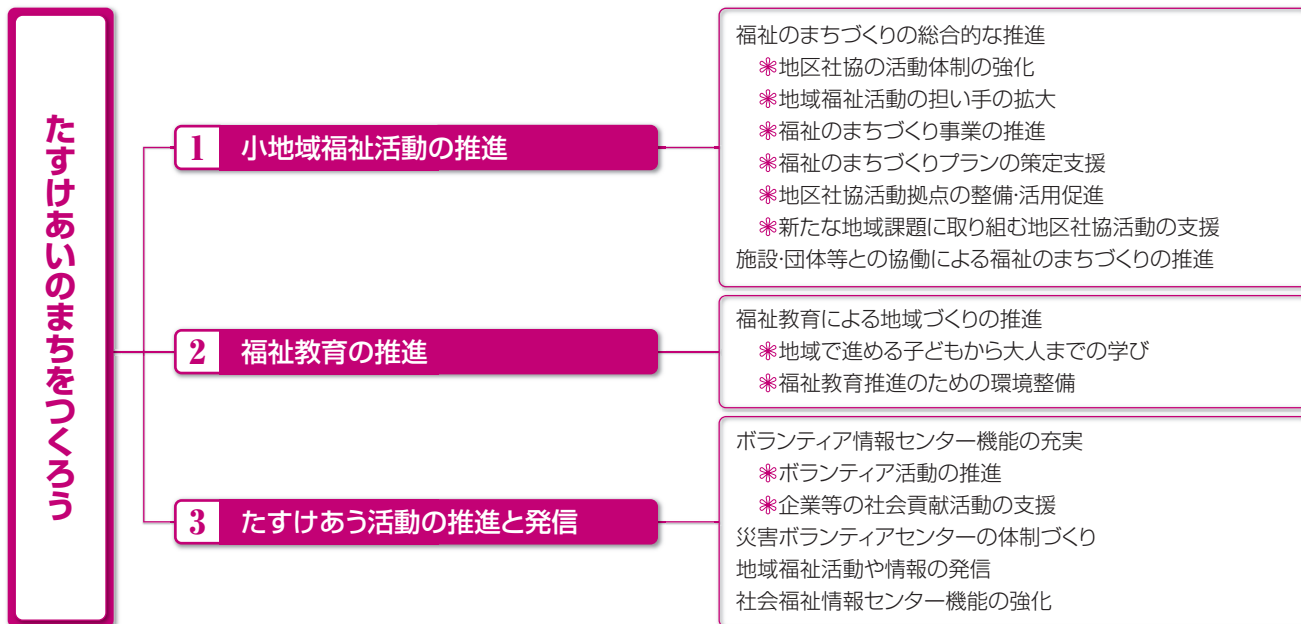 たすけあいのまちをつくろう
1 小地域福祉活動の推進
福祉のまちづくりの総合的な推進
❋地区社協の活動体制の強化
❋地域福祉活動の担い手の拡大
❋福祉のまちづくり事業の推進
❋福祉のまちづくりプランの策定支援
❋地区社協活動拠点の整備・活用促進
❋新たな地域課題に取り組む地区社協活動の支援
施設・団体等との協働による福祉のまちづくりの推進
2 福祉教育の推進
福祉教育による地域づくりの推進
❋地域で進める子どもから大人までの学び
❋福祉教育推進のための環境整備
3 たすけあう活動の推進と発信
ボランティア情報センター機能の充実
❋ボランティア活動の推進
❋企業等の社会貢献活動の支援
災害ボランティアセンターの体制づくり
地域福祉活動や情報の発信
社会福祉情報センター機能の強化